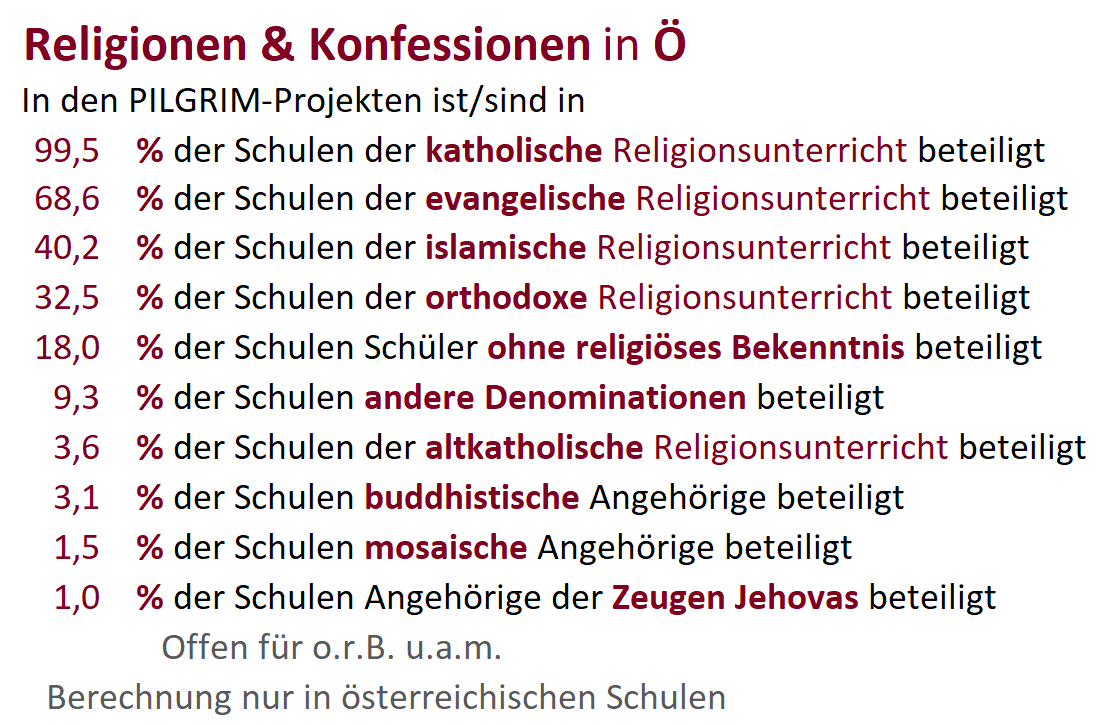 Religionen & Konfessionen in Ö
In den PILGRIM-Projekten ist/sind in
99,5 % der Schulen der katholische Religionsunterricht beteiligt
68,6 % der Schulen der evangelische Religionsunterricht beteiligt
40,2 % der Schulen der islamische Religionsunterricht beteiligt
32,5 % der Schulen der orthodoxe Religionsunterricht beteiligt
18,0 % der Schulen Schüler ohne religiöses Bekenntnis beteiligt
9,3 % der Schulen andere Denominationen beteiligt
3,6 % der Schulen der altkatholische Religionsunterricht beteiligt
3,1 % der Schulen buddhistische Angehörige beteiligt
1,5 % der Schulen mosaische Angehörige beteiligt
1,0 % der Schulen Angehörige der Zeugen Jehovas beteiligt
Offen für o.r.B. u.a.m.
Berechnung nur in österreichischen Schulen